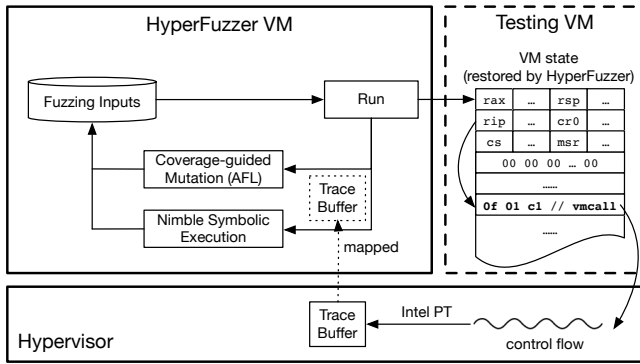 HyperFuzzer VM
Testing VM
VM state
(restored by HyperFuzzer)
Fuzzing Inputs
Run
rax … rsp …
rip … cr0 …
cs … msr …
00 00 00 … 00
……
0f 01 c1 // vmcall
……
Coverage-guided
Mutation (AFL)
Trace
Buffer
Nimble Symbolic
Execution
mapped
Trace
Buffer
Intel PT
control flow
Hypervisor